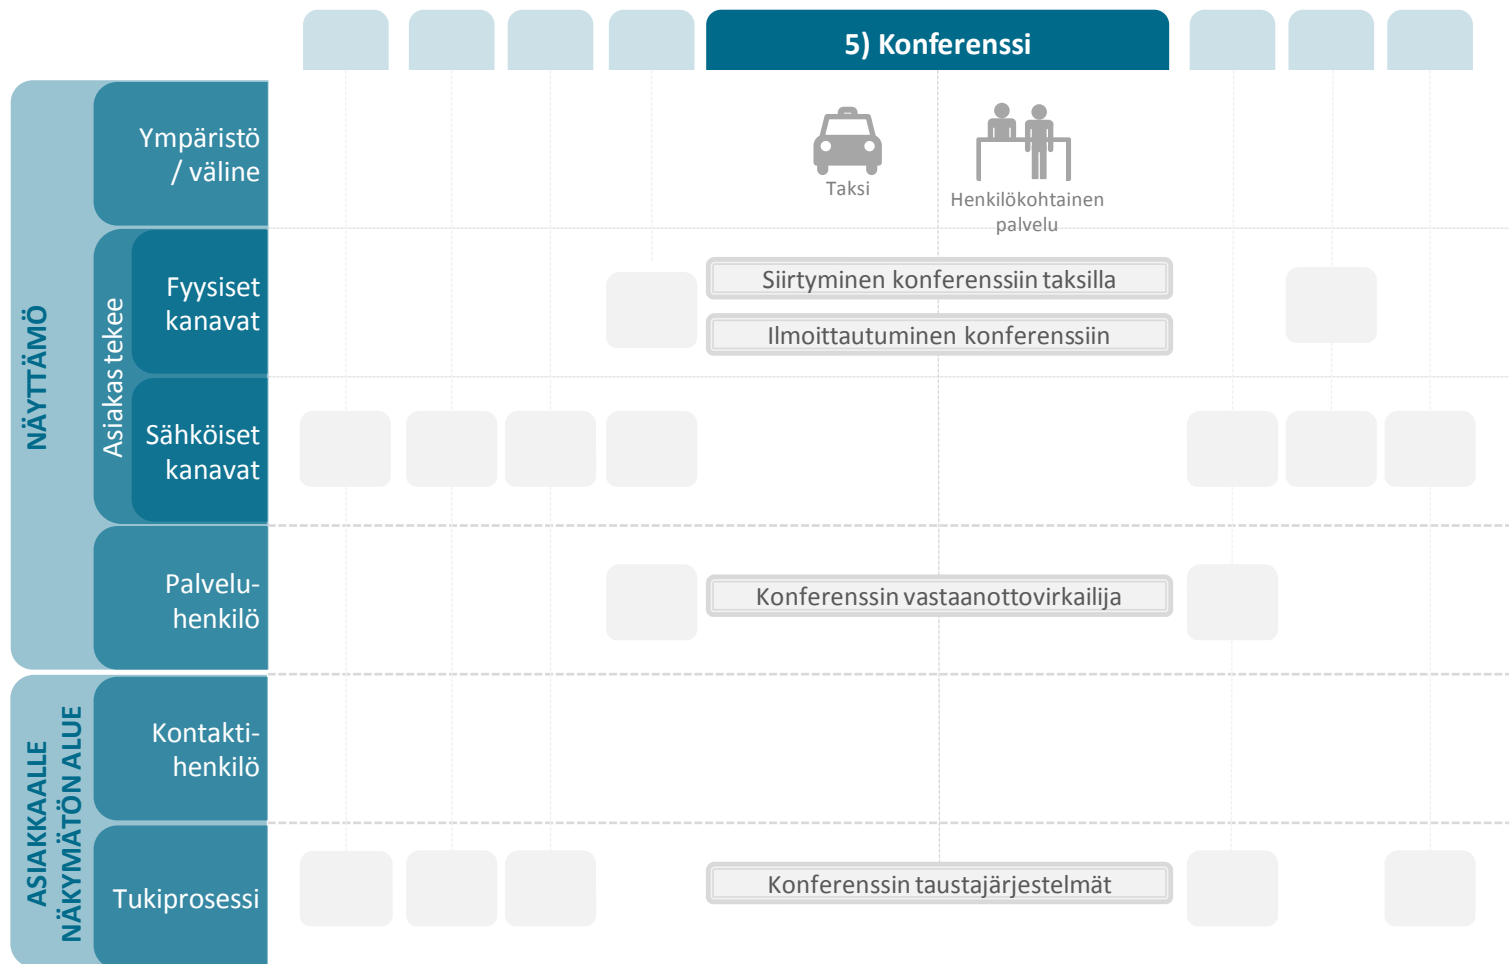 5) Konferenssi
NÄYTTÄMÖ
Ympäristö
/ väline
Taksi
Henkilökohtainen
palvelu
Asiakas tekee
Fyysiset
kanavat
Siirtyminen konferenssiin taksilla
Ilmoittautuminen konferenssiin
Sähköiset
kanavat
Palvelu-
henkilö
Konferenssin vastaanottovirkailija
ASIAKKAALLE
NÄKYMÄTÖN ALUE
Kontakti-
henkilö
Tukiprosessi
Konferenssin taustajärjestelmät